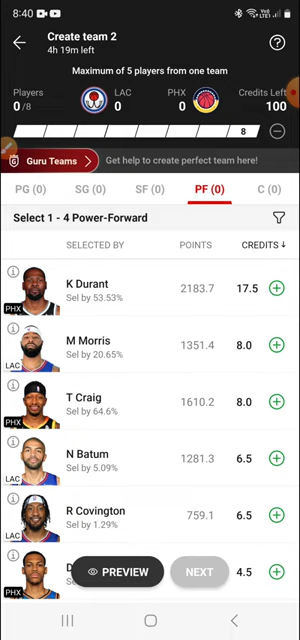 8:40
Create team 2
4h 19m left
Maximum of 5 players from one team
Players LAC PHX Credits Left
0/8 0 0 100
8
Guru Teams Get help to create perfect team here!
PG (0) SG (0) SF (0) PF (0) C (0)
Select 1 - 4 Power-Forward
SELECTED BY POINTS CREDITS ↓
K Durant
Sel by 53.53% 2183.7 17.5
PHX
M Morris
Sel by 20.65% 1351.4 8.0
LAC
T Craig
Sel by 64.6% 1610.2 8.0
PHX
N Batum
Sel by 5.09% 1281.3 6.5
LAC
R Covington
Sel by 1.29% 759.1 6.5
LAC
D
Sel PREVIEW NEXT 4.5
PHX